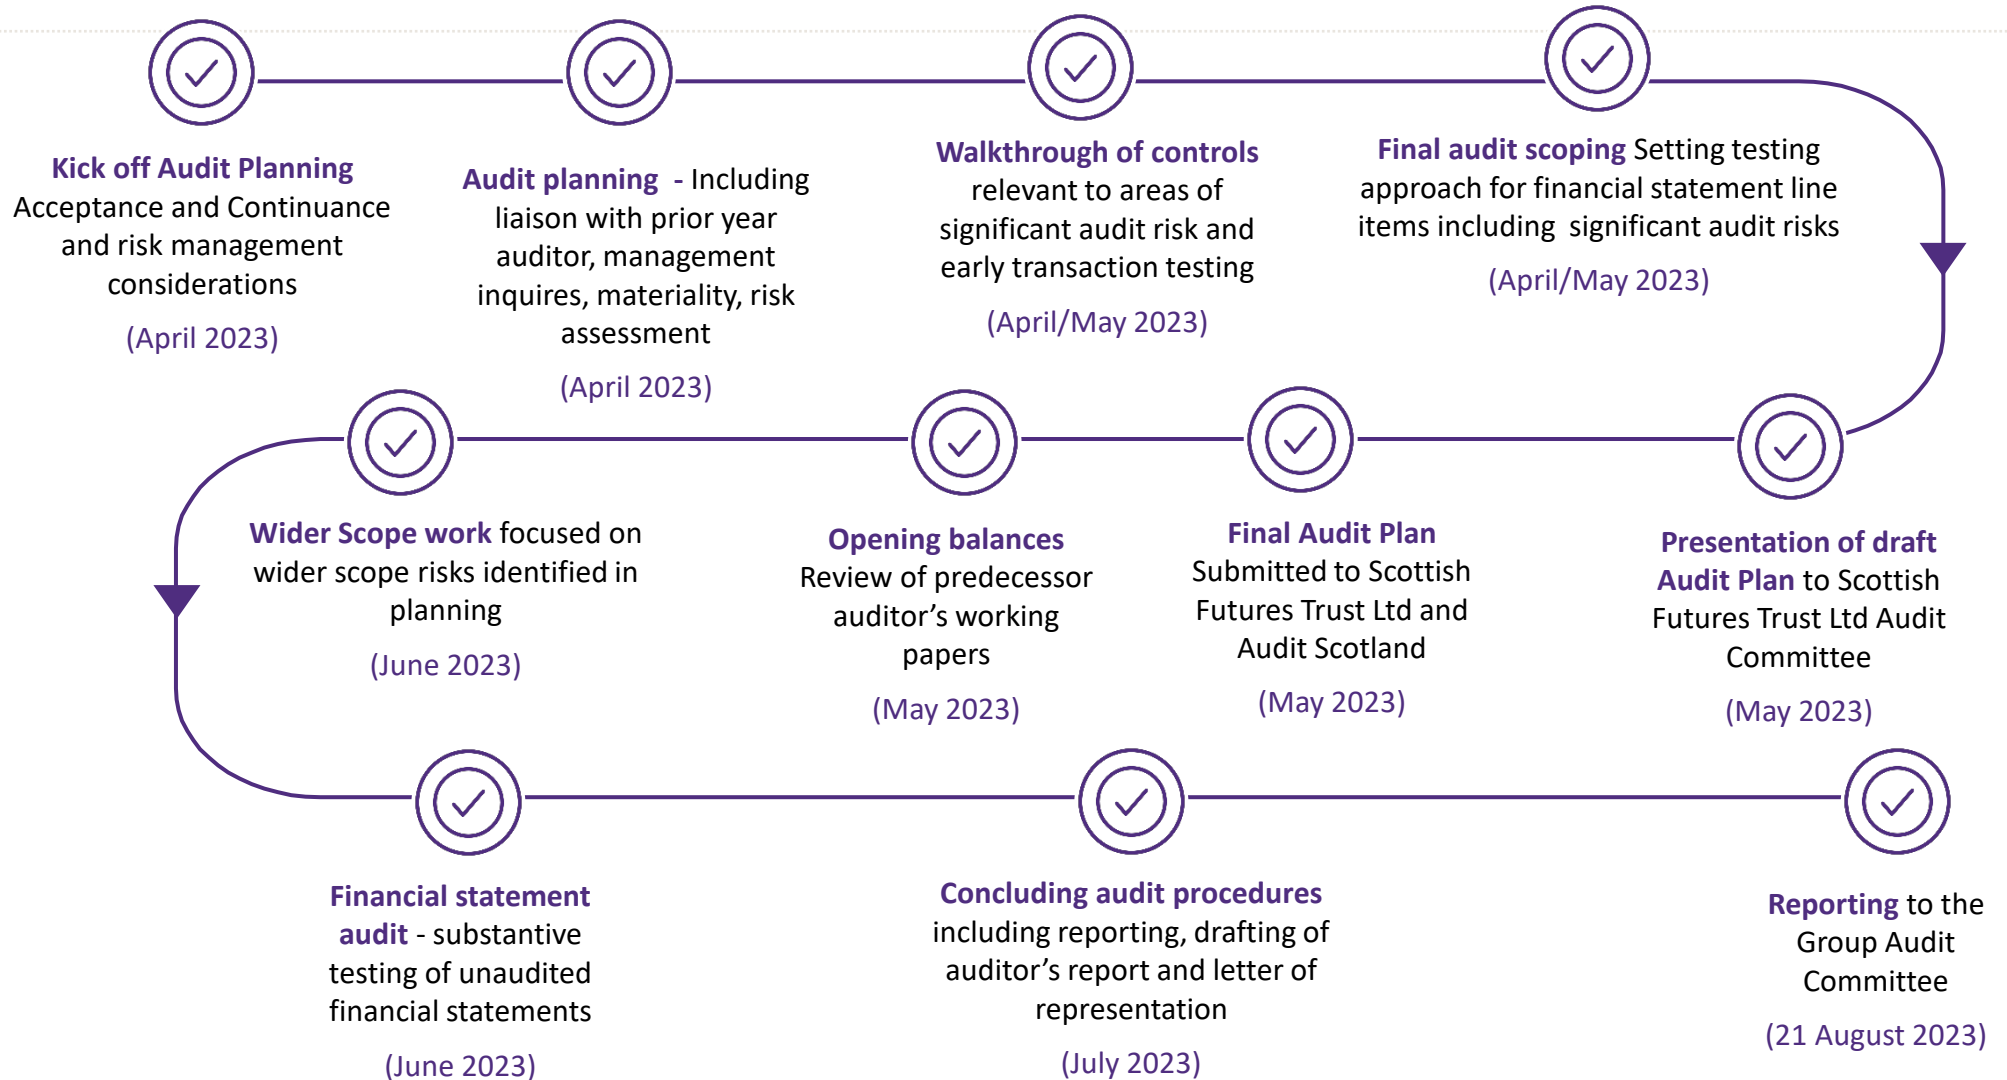 Kick off Audit Planning
Acceptance and Continuance
and risk management
considerations
(April 2023)
Audit planning - Including
liaison with prior year
auditor, management
inquires, materiality, risk
assessment
(April 2023)
Walkthrough of controls
relevant to areas of
significant audit risk and
early transaction testing
(April/May 2023)
Final audit scoping Setting testing
approach for financial statement line
items including significant audit risks
(April/May 2023)
Presentation of draft
Audit Plan to Scottish
Futures Trust Ltd Audit
Committee
(May 2023)
Final Audit Plan
Submitted to Scottish
Futures Trust Ltd and
Audit Scotland
(May 2023)
Opening balances
Review of predecessor
auditor’s working
papers
(May 2023)
Wider Scope work focused on
wider scope risks identified in
planning
(June 2023)
Financial statement
audit - substantive
testing of unaudited
financial statements
(June 2023)
Concluding audit procedures
including reporting, drafting of
auditor’s report and letter of
representation
(July 2023)
Reporting to the
Group Audit
Committee
(21 August 2023)